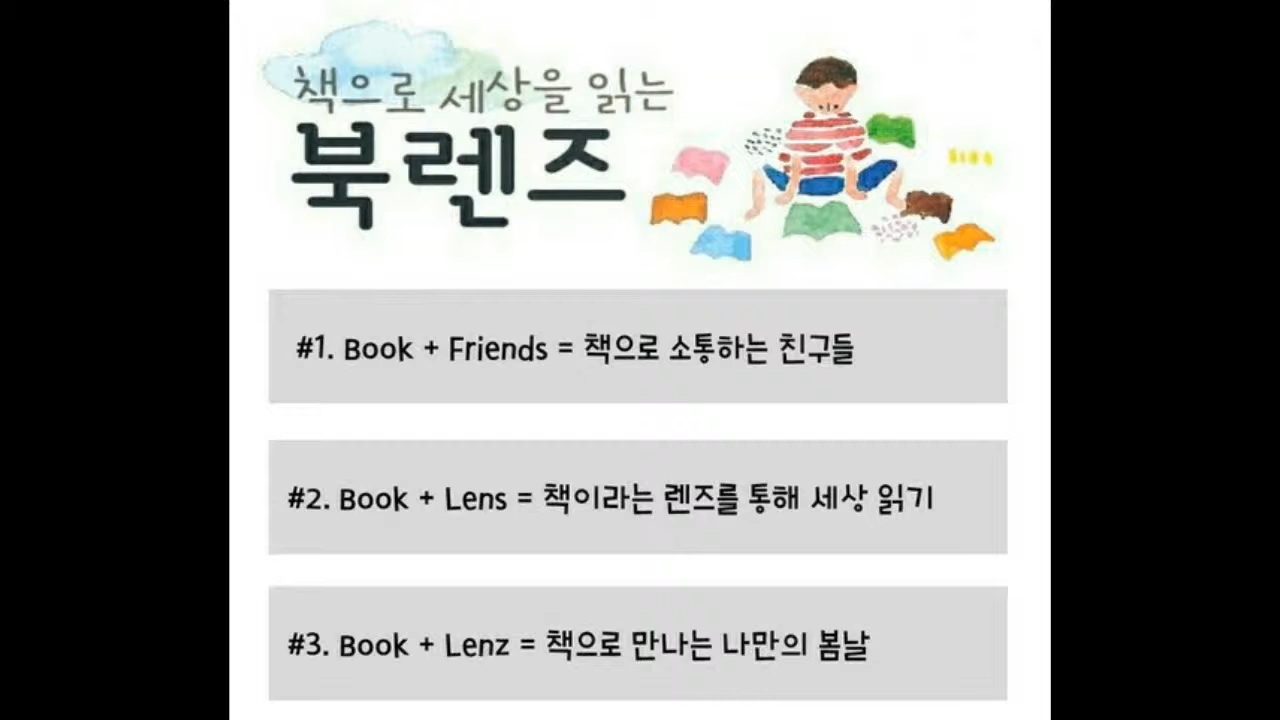 책으로 세상을 읽는
북렌즈
#1. Book + Friends = 책으로 소통하는 친구들
#2. Book + Lens = 책이라는 렌즈를 통해 세상 읽기
#3. Book + Lenz = 책으로 만나는 나만의 봄날